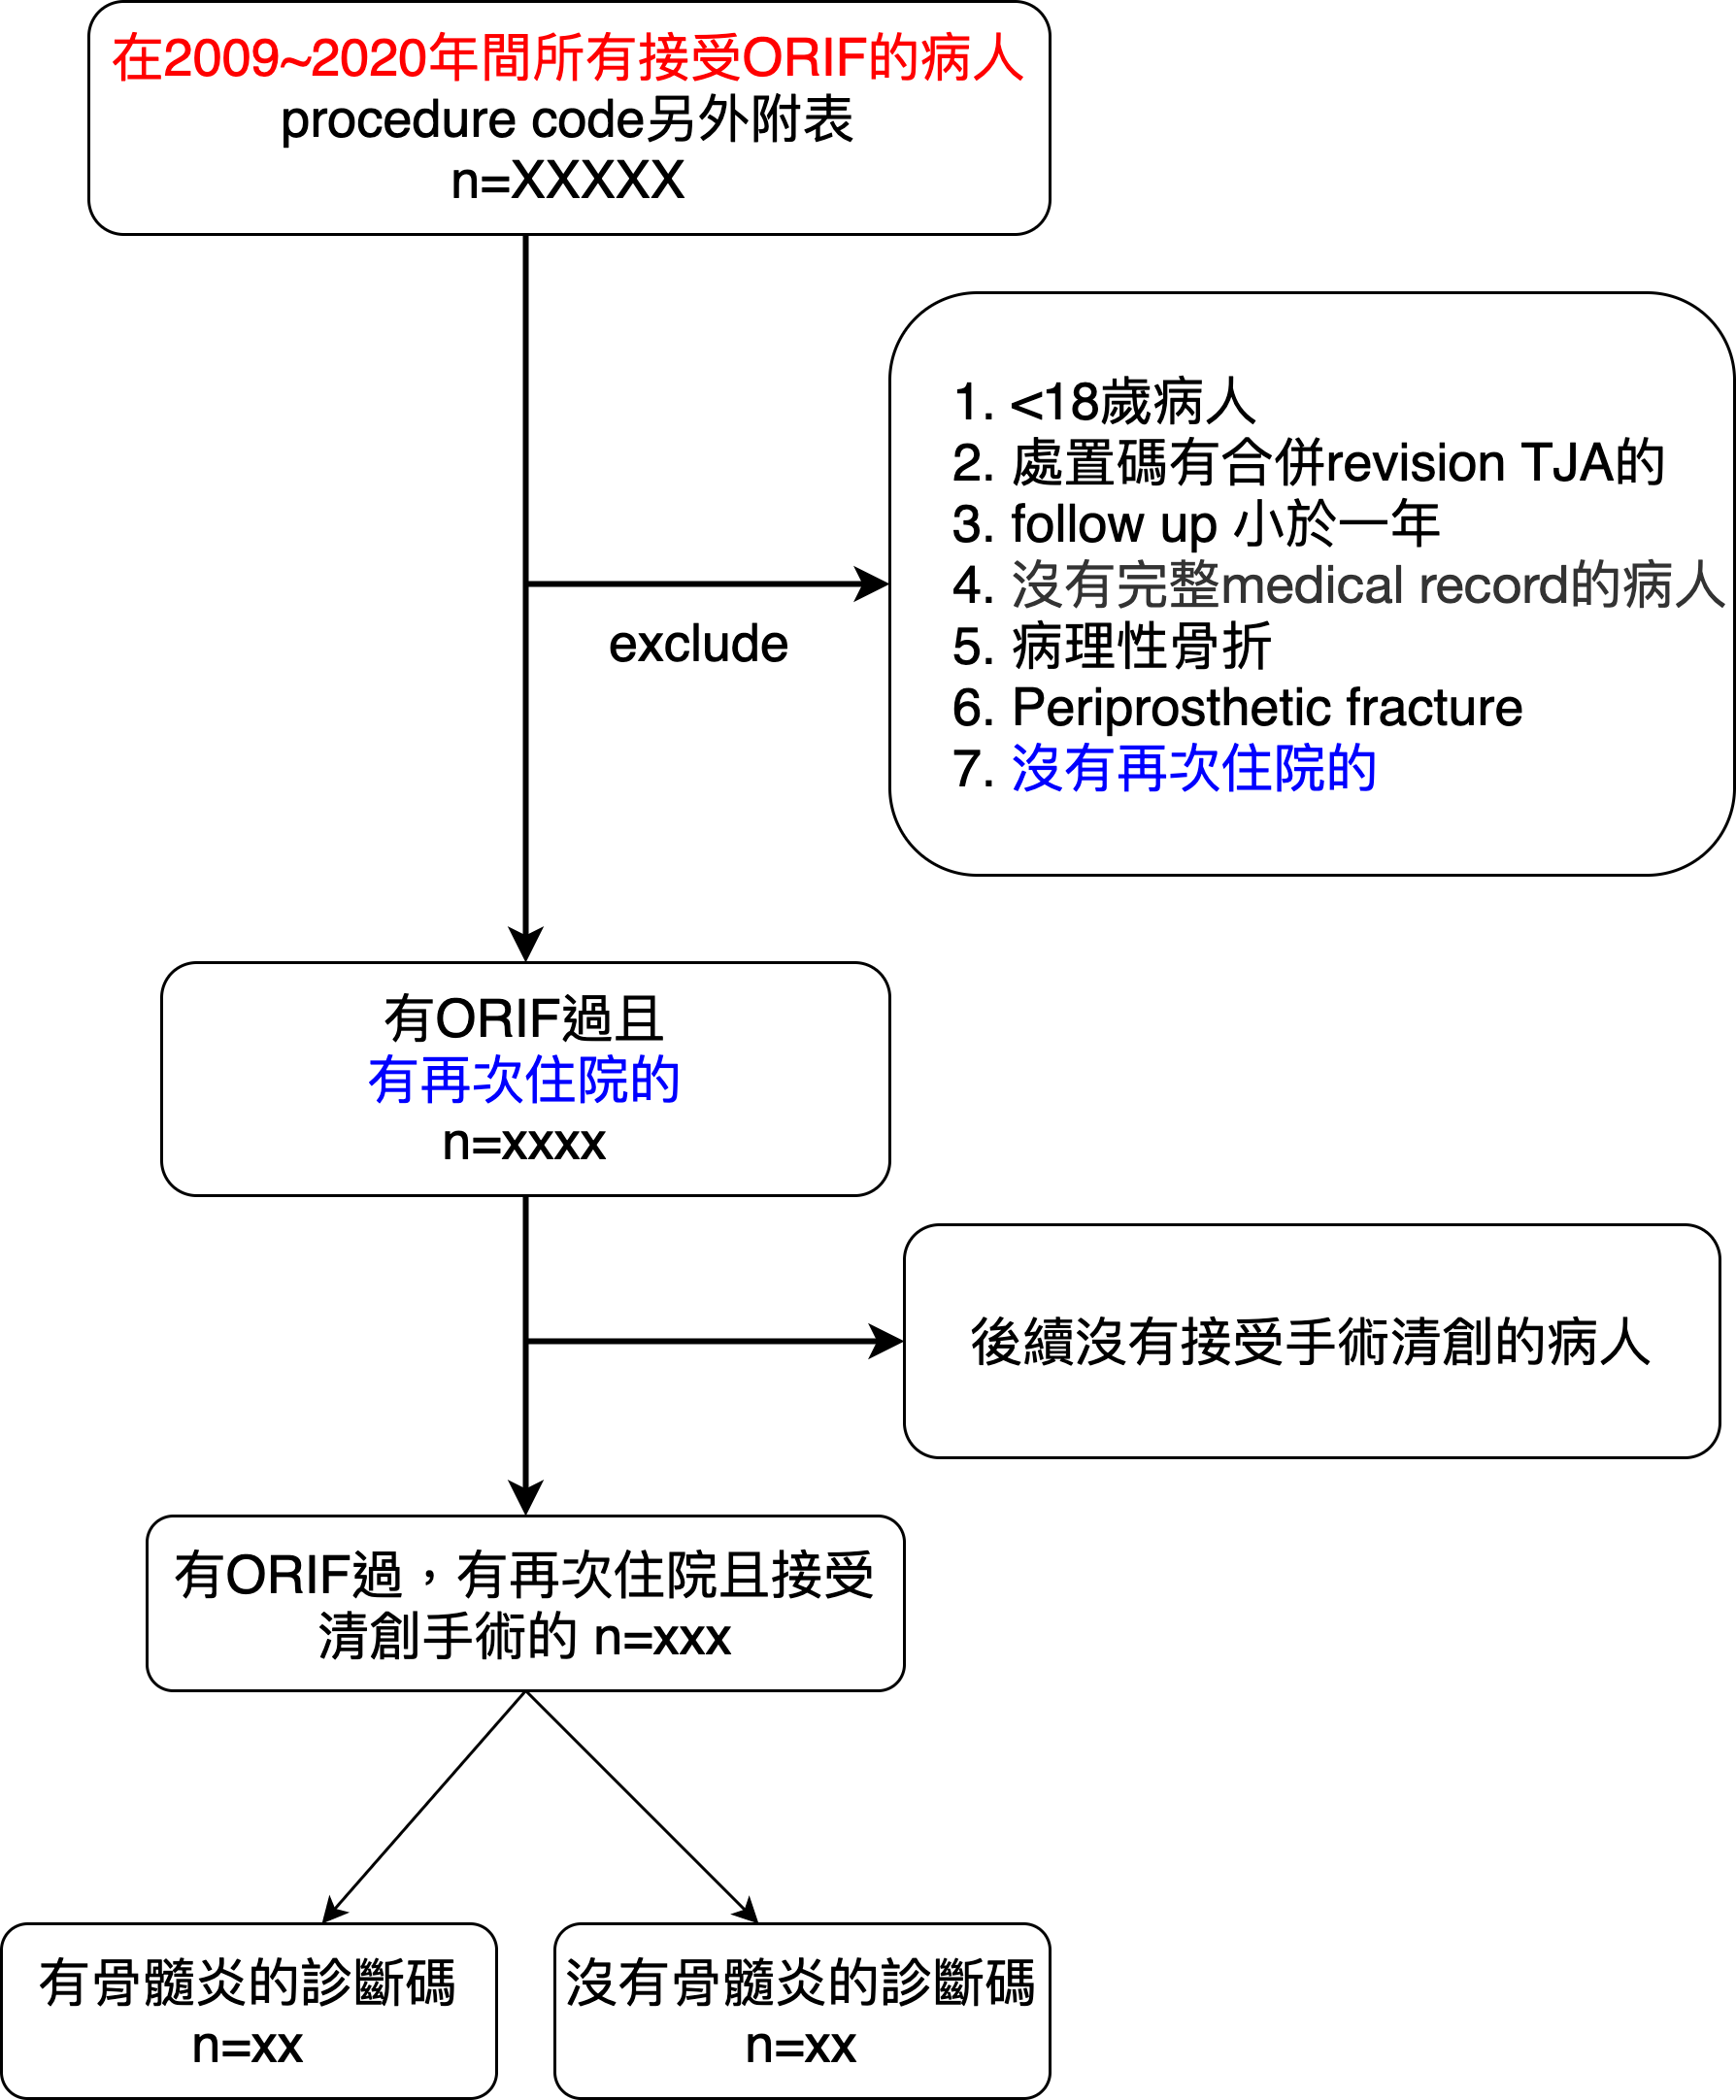 在2009~2020年間所有接受ORIF的病人
procedure code另外附表
n=XXXXX
1. <18歲病人
2. 處置碼有合併revision TJA的
3. follow up 小於一年
4. 沒有完整medical record的病人
5. 病理性骨折
6. Periprosthetic fracture
7. 沒有再次住院的
exclude
有ORIF過且
有再次住院的
n=xxxx
後續沒有接受手術清創的病人
有ORIF過，有再次住院且接受
清創手術的 n=xxx
有骨髓炎的診斷碼
n=xx
沒有骨髓炎的診斷碼
n=xx